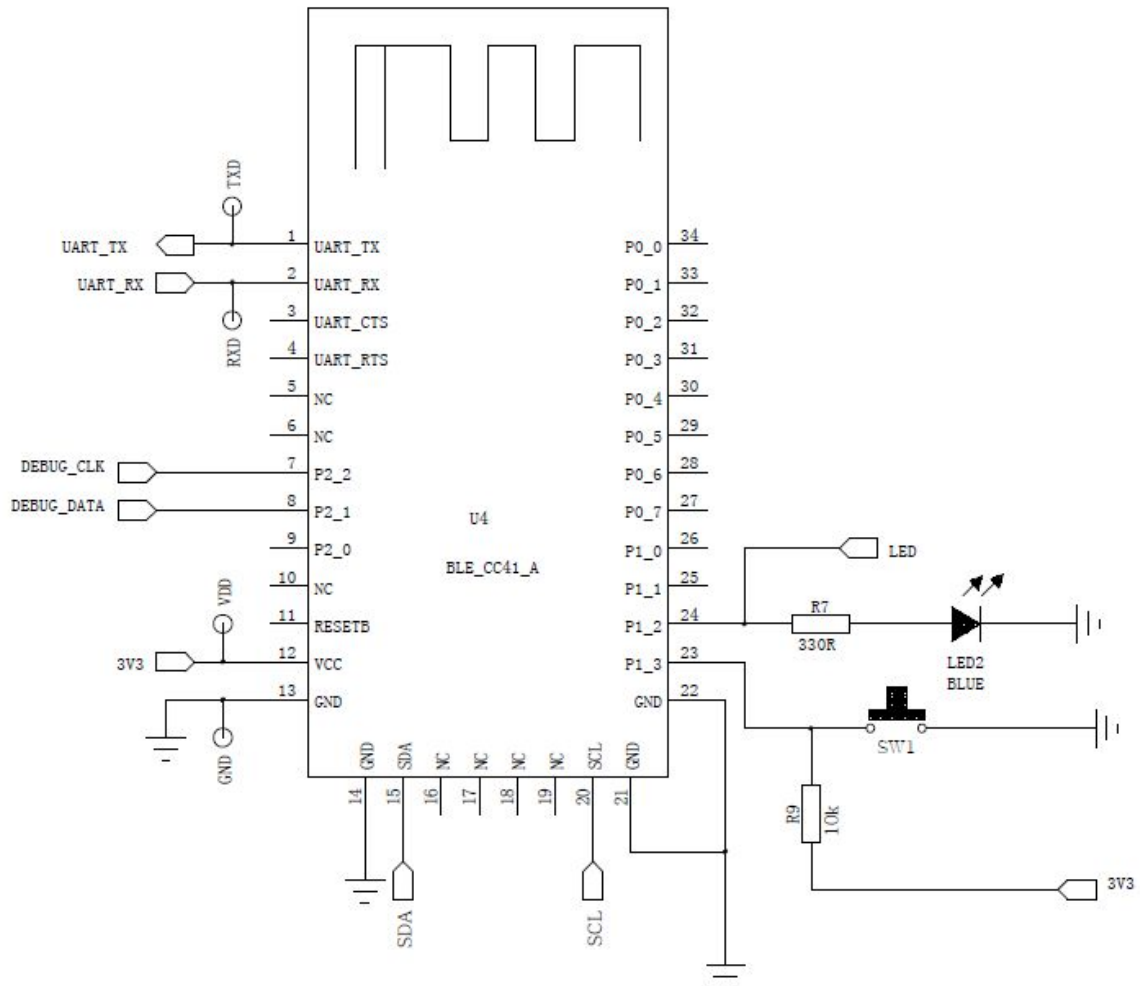 TXD
UART_TX
1
UART_TX
UART_RX
2
UART_RX
RXD
3
UART_CTS
4
UART_RTS
5
NC
6
NC
DEBUG_CLK
7
P2_2
DEBUG_DATA
8
P2_1
9
P2_0
10
NC
VDD
11
RESETB
3V3
12
VCC
13
GND
GND
U4
BLE_CC41_A
P0_0
34
P0_1
33
P0_2
32
P0_3
31
P0_4
30
P0_5
29
P0_6
28
P0_7
27
P1_0
26
P1_1
25
P1_2
24
P1_3
23
GND
22
GND
SDA
NC
NC
NC
NC
SCL
GND
14
15
16
17
18
19
20
21
SDA
SCL
LED
R7
330R
LED2
BLUE
SW1
R9
10k
3V3